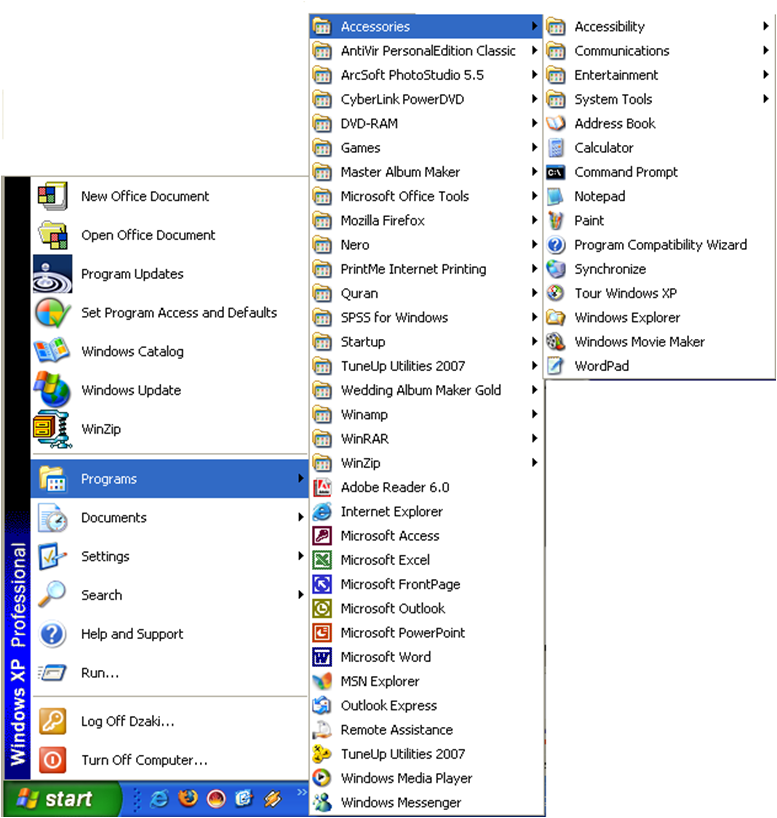 New Office Document
Open Office Document
Program Updates
Set Program Access and Defaults
Windows Catalog
Windows Update
WinZip
Programs
Documents
Settings
Search
Help and Support
Run...
Log Off Dzaki...
Turn Off Computer...
Windows XP Professional
start
Accessories
AntiVir PersonalEdition Classic
ArcSoft PhotoStudio 5.5
CyberLink PowerDVD
DVD-RAM
Games
Master Album Maker
Microsoft Office Tools
Mozilla Firefox
Nero
PrintMe Internet Printing
Quran
SPSS for Windows
Startup
TuneUp Utilities 2007
Wedding Album Maker Gold
Winamp
WinRAR
WinZip
Adobe Reader 6.0
Internet Explorer
Microsoft Access
Microsoft Excel
Microsoft FrontPage
Microsoft Outlook
Microsoft PowerPoint
Microsoft Word
MSN Explorer
Outlook Express
Remote Assistance
TuneUp Utilities 2007
Windows Media Player
Windows Messenger
Accessibility
Communications
Entertainment
System Tools
Address Book
Calculator
Command Prompt
Notepad
Paint
Program Compatibility Wizard
Synchronize
Tour Windows XP
Windows Explorer
Windows Movie Maker
WordPad